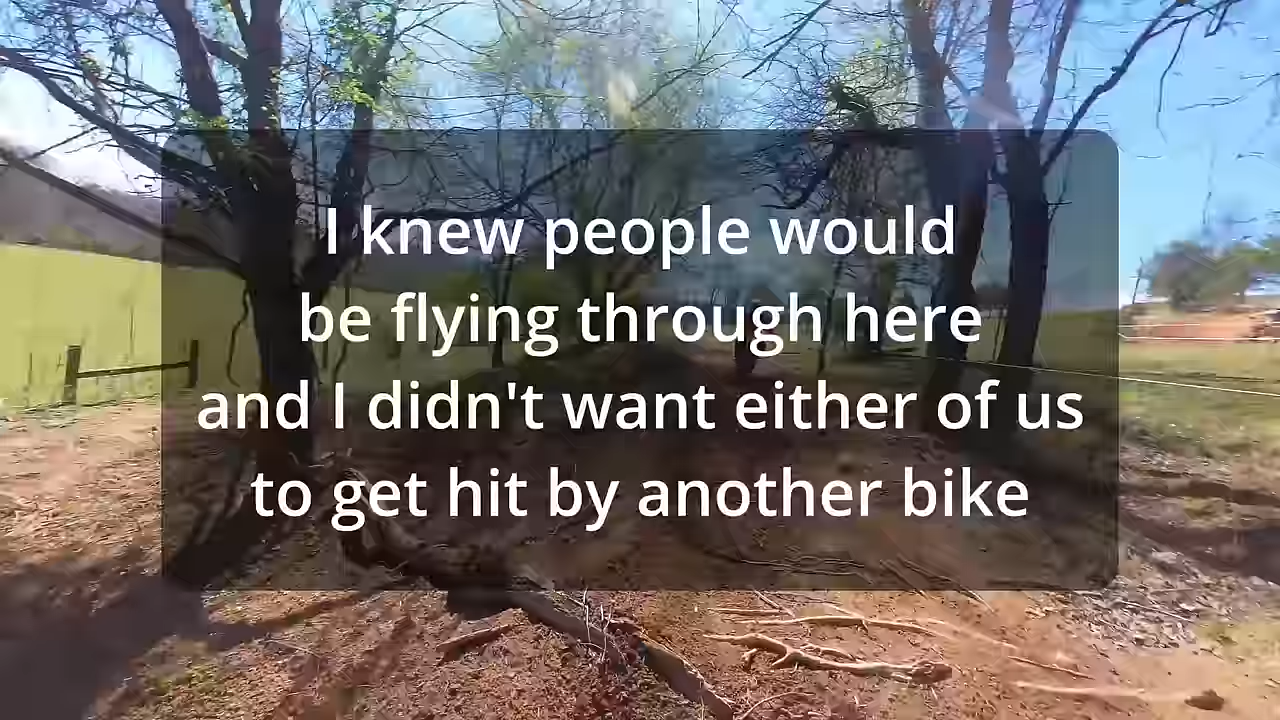 I knew people would
be flying through here
and I didn't want either of us
to get hit by another bike